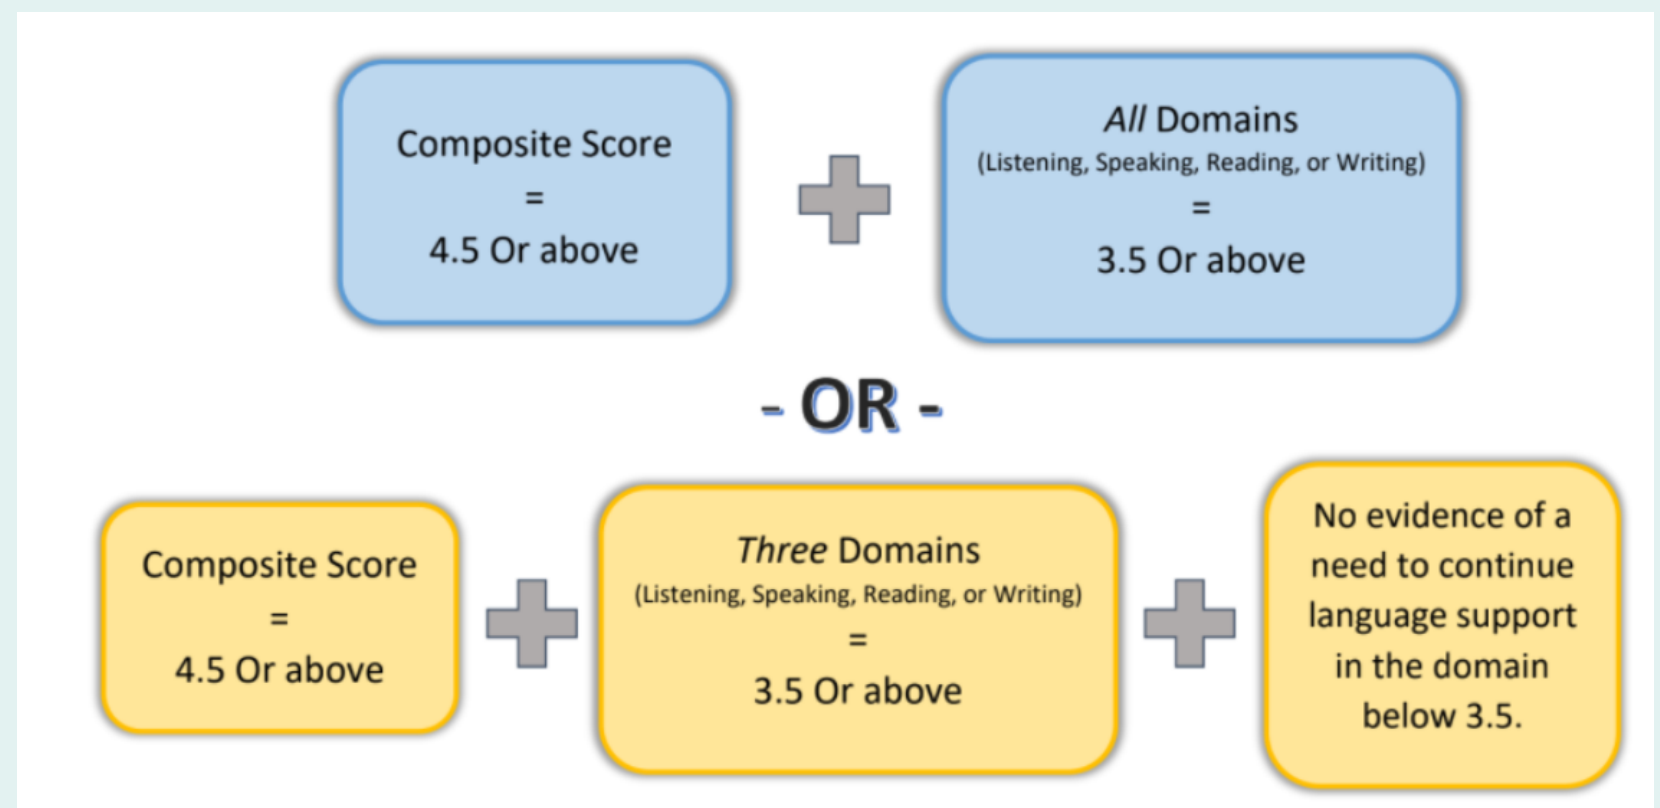 Composite Score
=
4.5 Or above
All Domains
(Listening, Speaking, Reading, or Writing)
=
3.5 Or above
- OR -
Composite Score
=
4.5 Or above
Three Domains
(Listening, Speaking, Reading, or Writing)
=
3.5 Or above
No evidence of a
need to continue
language support
in the domain
below 3.5.